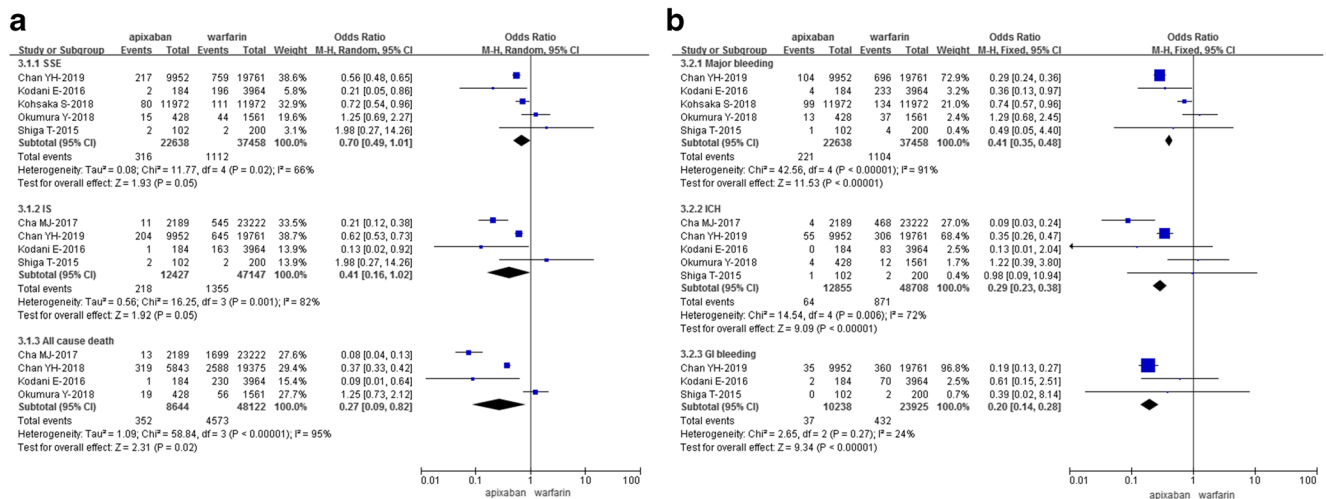 a
apixaban warfarin Odds Ratio Odds Ratio
Study or Subgroup Events Total Events Total Weight M-H, Random, 95% CI M-H, Random, 95% CI
3.1.1 SSE
Chan YH-2019 217 9952 759 19761 38.6% 0.56 [0.48, 0.65]
Kodani E-2016 2 184 196 3964 5.8% 0.21 [0.05, 0.86]
Kohsaka S-2018 80 11972 111 11972 32.9% 0.72 [0.54, 0.96]
Okumura Y-2018 15 428 44 1561 19.6% 1.25 [0.69, 2.27]
Shiga T-2015 2 102 2 200 3.1% 1.98 [0.27, 14.26]
Subtotal (95% CI) 22638 37458 100.0% 0.70 [0.49, 1.01]
Total events 316 1112
Heterogeneity: Tau² = 0.08; Chi² = 11.77, df = 4 (P = 0.02); I² = 66%
Test for overall effect: Z = 1.93 (P = 0.05)
3.1.2 IS
Cha MJ-2017 11 2189 545 23222 33.5% 0.21 [0.12, 0.38]
Chan YH-2019 204 9952 645 19761 38.7% 0.62 [0.53, 0.73]
Kodani E-2016 1 184 163 3964 13.9% 0.13 [0.02, 0.92]
Shiga T-2015 2 102 2 200 13.9% 1.98 [0.27, 14.26]
Subtotal (95% CI) 12427 47147 100.0% 0.41 [0.16, 1.02]
Total events 218 1355
Heterogeneity: Tau² = 0.56; Chi² = 16.25, df = 3 (P = 0.001); I² = 82%
Test for overall effect: Z = 1.92 (P = 0.05)
3.1.3 All cause death
Cha MJ-2017 13 2189 1699 23222 27.6% 0.08 [0.04, 0.13]
Chan YH-2018 319 5843 2588 19375 29.4% 0.37 [0.33, 0.42]
Kodani E-2016 1 184 230 3964 15.4% 0.09 [0.01, 0.64]
Okumura Y-2018 19 428 56 1561 27.7% 1.25 [0.73, 2.12]
Subtotal (95% CI) 8644 48122 100.0% 0.27 [0.09, 0.82]
Total events 352 4573
Heterogeneity: Tau² = 1.09; Chi² = 58.84, df = 3 (P < 0.00001); I² = 95%
Test for overall effect: Z = 2.31 (P = 0.02)
0.01 0.1 1 10 100
apixaban warfarin
b
apixaban warfarin Odds Ratio Odds Ratio
Study or Subgroup Events Total Events Total Weight M-H, Fixed, 95% CI M-H, Fixed, 95% CI
3.2.1 Major bleeding
Chan YH-2019 104 9952 696 19761 72.9% 0.29 [0.24, 0.36]
Kodani E-2016 4 184 233 3964 3.2% 0.36 [0.13, 0.97]
Kohsaka S-2018 99 11972 134 11972 21.0% 0.74 [0.57, 0.96]
Okumura Y-2018 13 428 37 1561 2.5% 1.29 [0.68, 2.45]
Shiga T-2015 1 102 4 200 0.4% 0.49 [0.05, 4.40]
Subtotal (95% CI) 22638 37458 100.0% 0.41 [0.35, 0.48]
Total events 221 1104
Heterogeneity: Chi² = 42.56, df = 4 (P < 0.00001); I² = 91%
Test for overall effect: Z = 11.53 (P < 0.00001)
3.2.2 ICH
Cha MJ-2017 4 2189 468 23222 27.0% 0.09 [0.03, 0.24]
Chan YH-2019 55 9952 306 19761 68.4% 0.35 [0.26, 0.47]
Kodani E-2016 0 184 83 3964 2.6% 0.13 [0.01, 2.04]
Okumura Y-2018 4 428 12 1561 1.7% 1.22 [0.39, 3.80]
Shiga T-2015 1 102 2 200 0.4% 0.98 [0.09, 10.94]
Subtotal (95% CI) 12855 48708 100.0% 0.29 [0.23, 0.38]
Total events 64 871
Heterogeneity: Chi² = 14.54, df = 4 (P = 0.006); I² = 72%
Test for overall effect: Z = 9.09 (P < 0.00001)
3.2.3 GI bleeding
Chan YH-2019 35 9952 360 19761 96.8% 0.19 [0.13, 0.27]
Kodani E-2016 2 184 70 3964 2.5% 0.61 [0.15, 2.51]
Shiga T-2015 0 102 2 200 0.7% 0.39 [0.02, 8.14]
Subtotal (95% CI) 10238 23925 100.0% 0.20 [0.14, 0.28]
Total events 37 432
Heterogeneity: Chi² = 2.65, df = 2 (P = 0.27); I² = 24%
Test for overall effect: Z = 9.34 (P < 0.00001)
0.01 0.1 1 10 100
apixaban warfarin